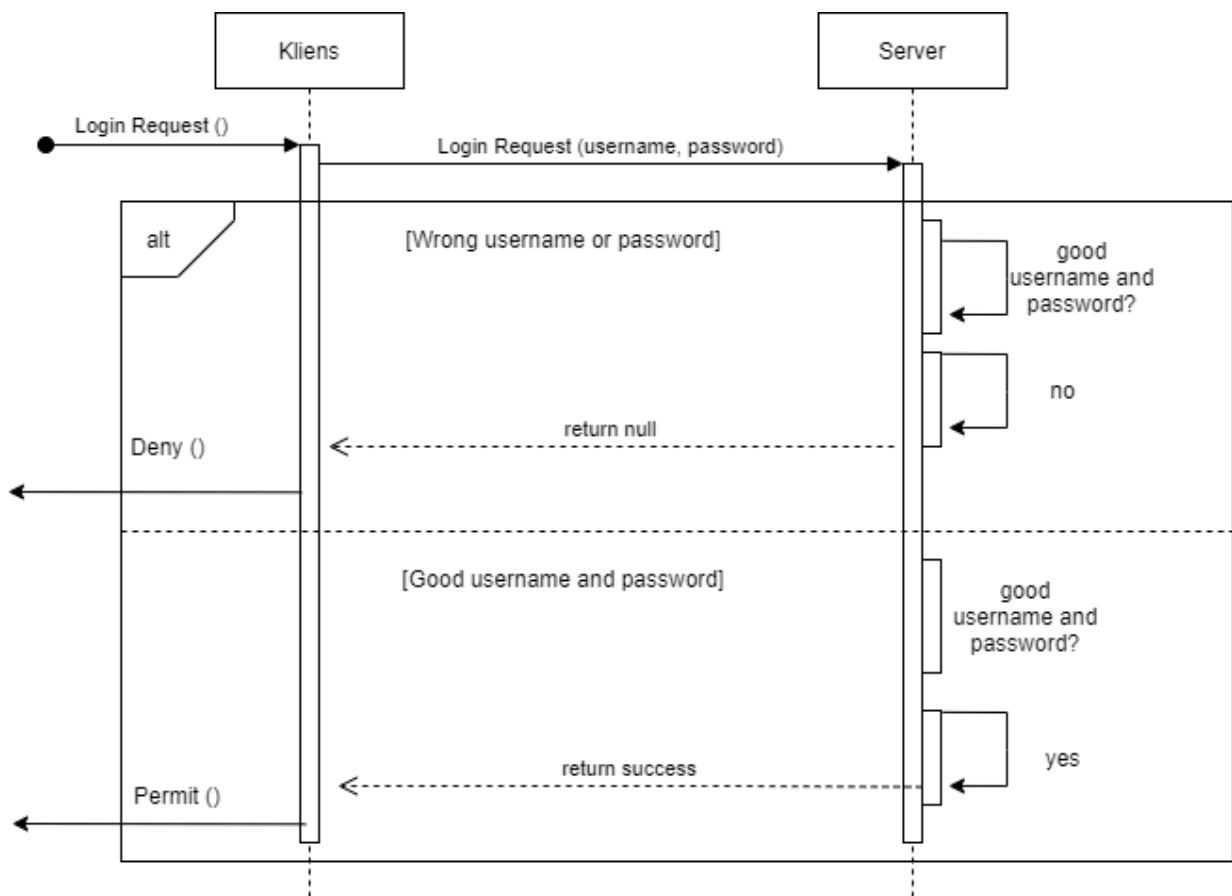 Kliens
Server
Login Request ()
Login Request (username, password)
alt
[Wrong username or password]
good
username and
password?
no
return null
Deny ()
[Good username and password]
good
username and
password?
yes
return success
Permit ()